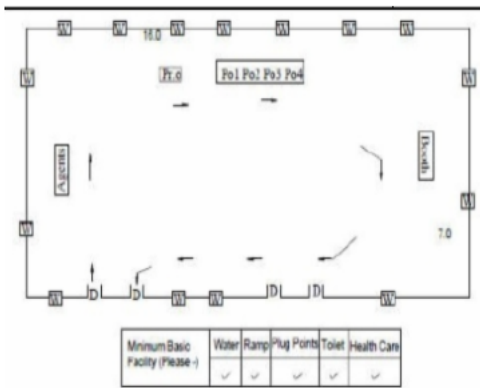 W W W W W W W
16.0
Pr.o Po1 Po2 Po3 Po4
W W
Agents Booth
W W
7.0
D D D D
W W W W
Minimum Basic Facility (Please -) Water Ramp Plug Points Toilet Health Care
✓ ✓ ✓ ✓ ✓